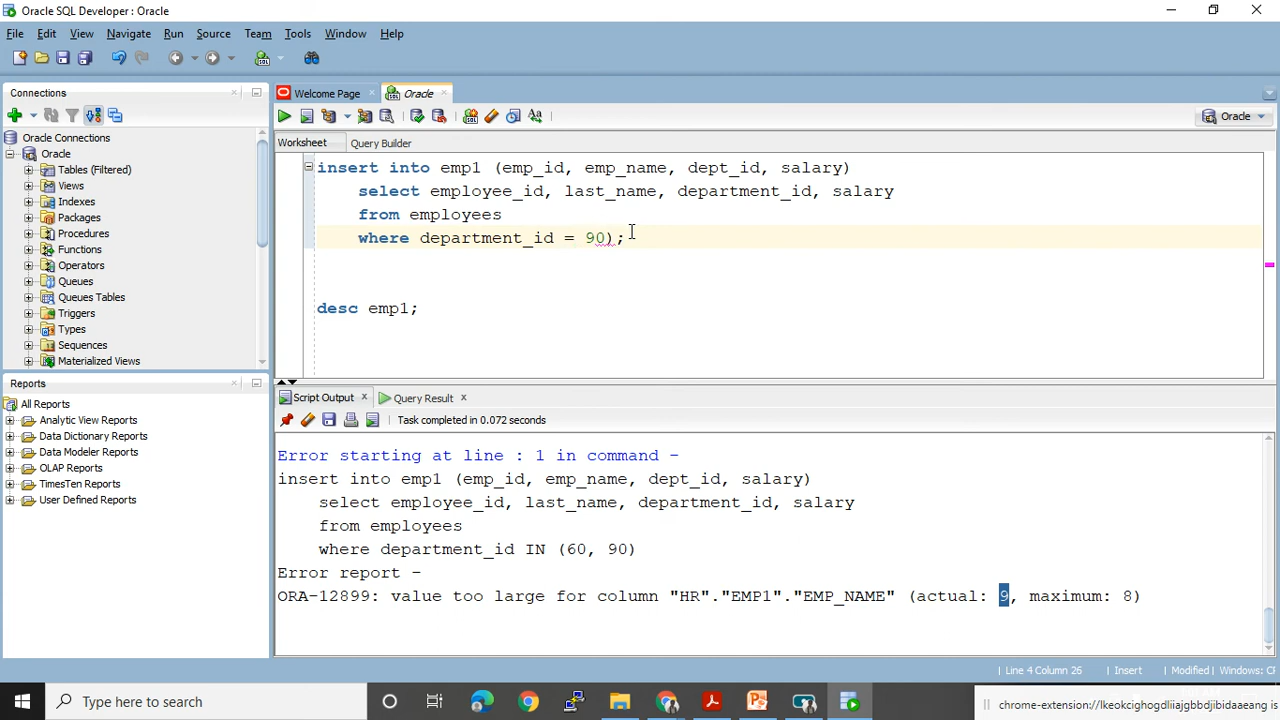 Oracle SQL Developer : Oracle
File Edit View Navigate Run Source Team Tools Window Help
Connections
Oracle Connections
Oracle
Tables (Filtered)
Views
Indexes
Packages
Procedures
Functions
Operators
Queues
Queues Tables
Triggers
Types
Sequences
Materialized Views
Reports
All Reports
Analytic View Reports
Data Dictionary Reports
Data Modeler Reports
OLAP Reports
TimesTen Reports
User Defined Reports
Welcome Page Oracle
Oracle
Worksheet Query Builder
insert into emp1 (emp_id, emp_name, dept_id, salary)
select employee_id, last_name, department_id, salary
from employees
where department_id = 90);
desc emp1;
Script Output Query Result
Task completed in 0.072 seconds
Error starting at line : 1 in command -
insert into emp1 (emp_id, emp_name, dept_id, salary)
select employee_id, last_name, department_id, salary
from employees
where department_id IN (60, 90)
Error report -
ORA-12899: value too large for column "HR"."EMP1"."EMP_NAME" (actual: 9, maximum: 8)
Line 4 Column 26 Insert Modified Windows: C
Type here to search
chrome-extension://lkeokcighogdliiajgbbdjibidaaeang is